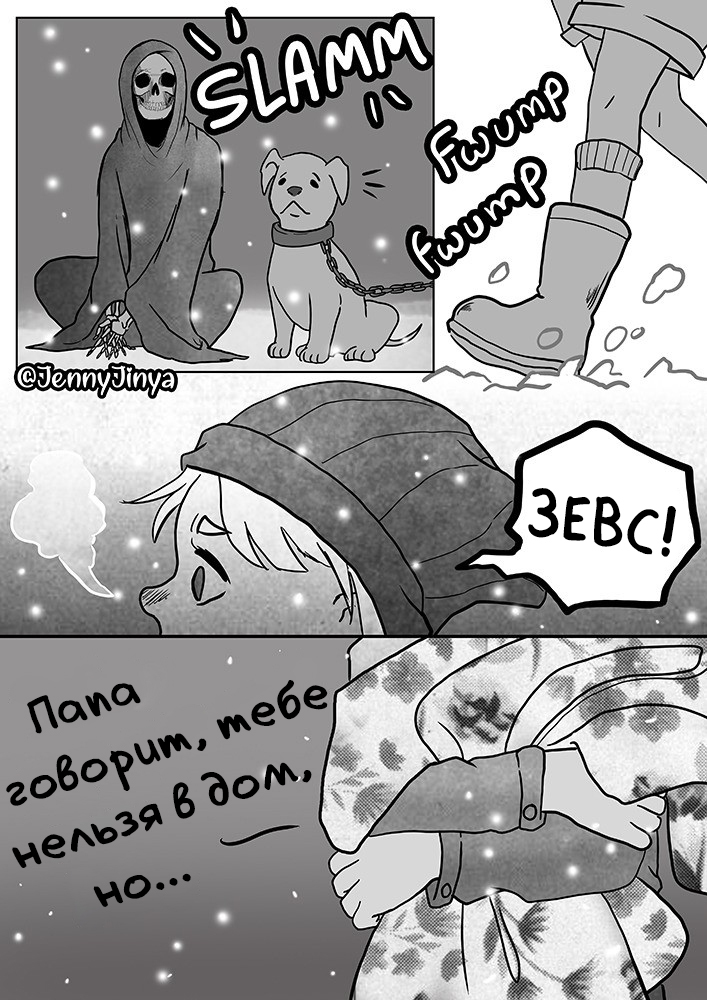 SLAMM
Fwump
fwump
@JennyJinya
ЗЕВС!
Папа
говорит, тебе
нельзя в дом,
но...